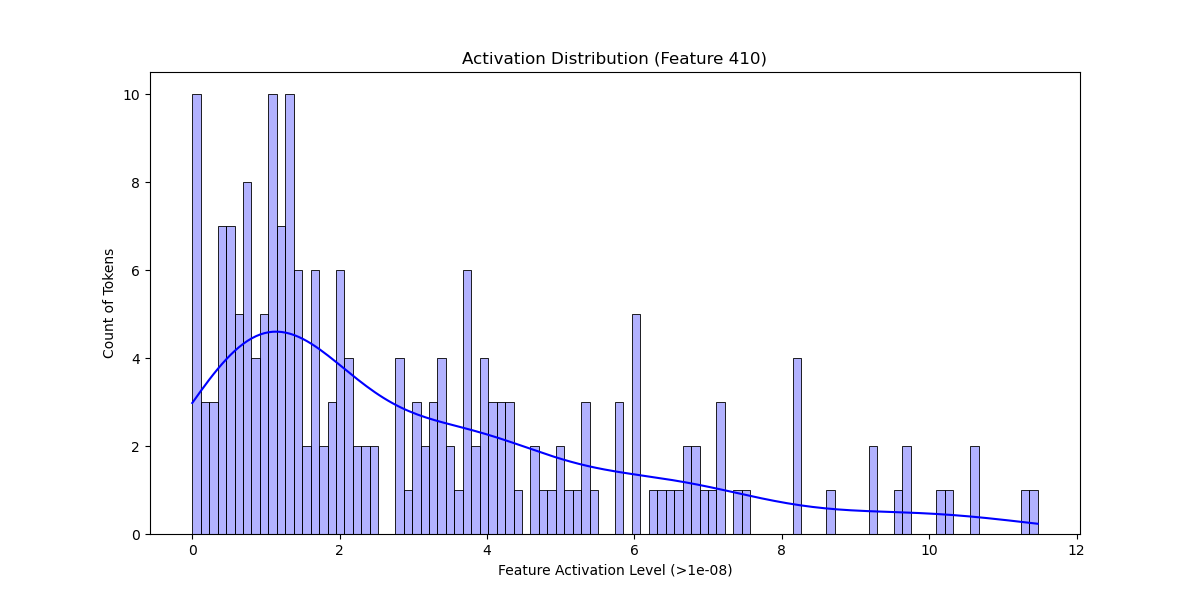 Activation Distribution (Feature 410)
10
8
6
4
2
0
Count of Tokens
0 2 4 6 8 10 12
Feature Activation Level (>1e-08)